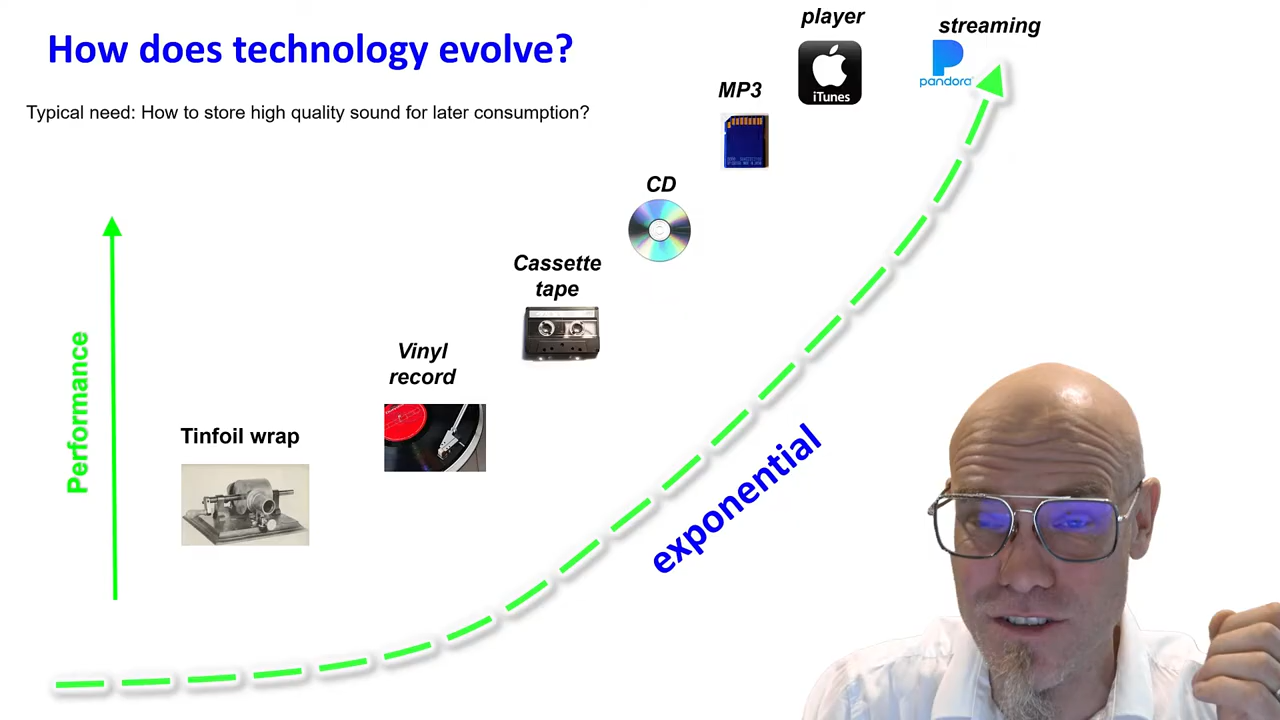 How does technology evolve?
Typical need: How to store high quality sound for later consumption?
player
streaming
iTunes
pandora
MP3
CD
Cassette
tape
Vinyl
record
Tinfoil wrap
Performance
exponential